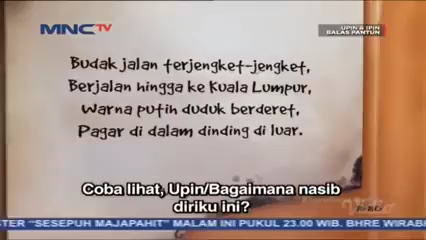 MNCTV
UPIN & IPIN
BALAS PANTUN
Budak jalan terjengket-jengket,
Berjalan hingga ke Kuala Lumpur,
Warna putih duduk berderet,
Pagar di dalam dinding di luar.
Coba lihat, Upin/Bagaimana nasib
diriku ini?
STER "SESEPUH MAJAPAHIT" MALAM INI PUKUL 23.00 WIB. BHRE WIRAB